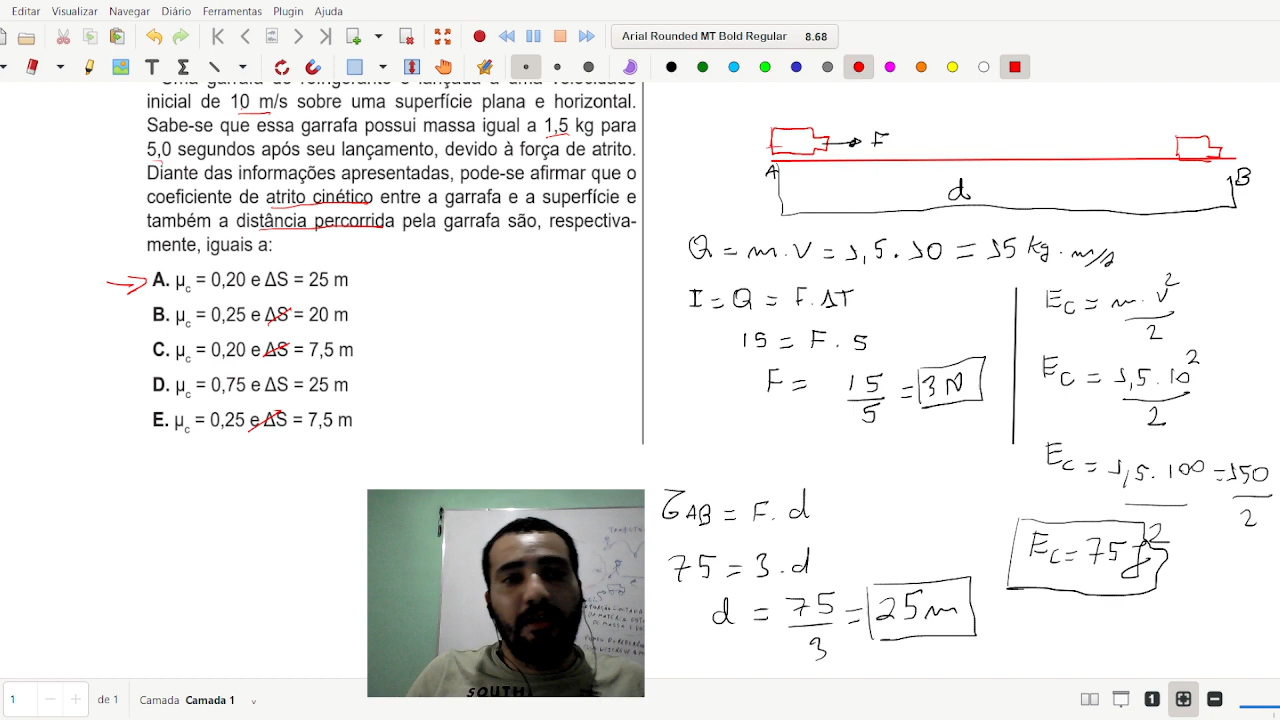 Editar Visualizar Navegar Diário Ferramentas Plugin Ajuda
Arial Rounded MT Bold Regular 8.68
inicial de 10 m/s sobre uma superfície plana e horizontal.
Sabe-se que essa garrafa possui massa igual a 1,5 kg para
5,0 segundos após seu lançamento, devido à força de atrito.
Diante das informações apresentadas, pode-se afirmar que o
coeficiente de atrito cinético entre a garrafa e a superfície e
também a distância percorrida pela garrafa são, respectiva-
mente, iguais a:
A. μc = 0,20 e ΔS = 25 m
B. μc = 0,25 e ΔS = 20 m
C. μc = 0,20 e ΔS = 7,5 m
D. μc = 0,75 e ΔS = 25 m
E. μc = 0,25 e ΔS = 7,5 m
F
A B
d
Q = m.V = 1,5.10 = 15 kg.m/s
I = Q = F.ΔT
15 = F.5
F = 15/5 = 3N
Ec = m.v²/2
Ec = 1,5.10²/2
Ec = 1,5.100/2 = 150/2
Ec = 75J
ZAB = F.d
75 = 3.d
d = 75/3 = 25m
SOUTH
1 de 1 Camada Camada 1
1